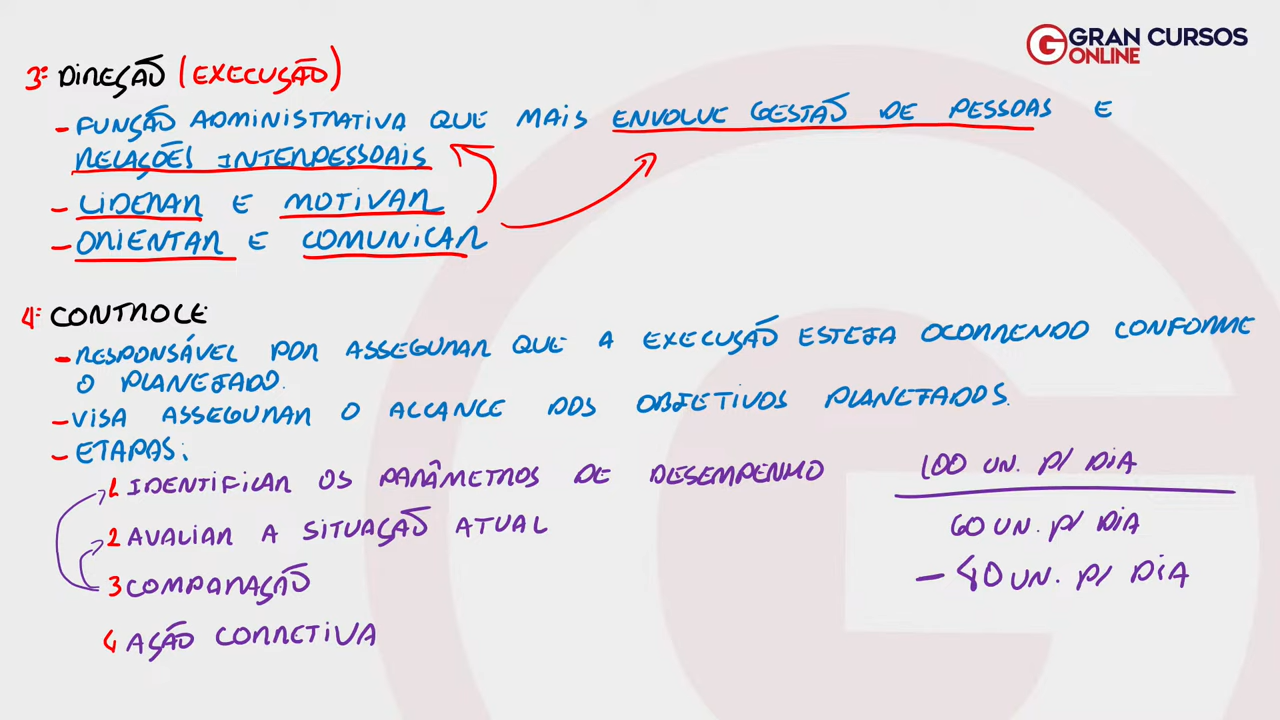 GRAN CURSOS
ONLINE
3ª DIREÇÃO (EXECUÇÃO)
- FUNÇÃO ADMINISTRATIVA QUE MAIS ENVOLVE GESTÃO DE PESSOAS E
RELAÇÕES INTERPESSOAIS
- LIDERAR E MOTIVAR
- ORIENTAR E COMUNICAR
4ª CONTROLE
- RESPONSÁVEL POR ASSEGURAR QUE A EXECUÇÃO ESTEJA OCORRENDO CONFORME
O PLANEJADO.
- VISA ASSEGURAR O ALCANCE DOS OBJETIVOS PLANEJADOS.
- ETAPAS:
1 IDENTIFICAR OS PARÂMETROS DE DESEMPENHO
2 AVALIAR A SITUAÇÃO ATUAL
3 COMPARAÇÃO
4 AÇÃO CORRETIVA
100 UN. P/ DIA
60 UN. P/ DIA
- 40 UN. P/ DIA